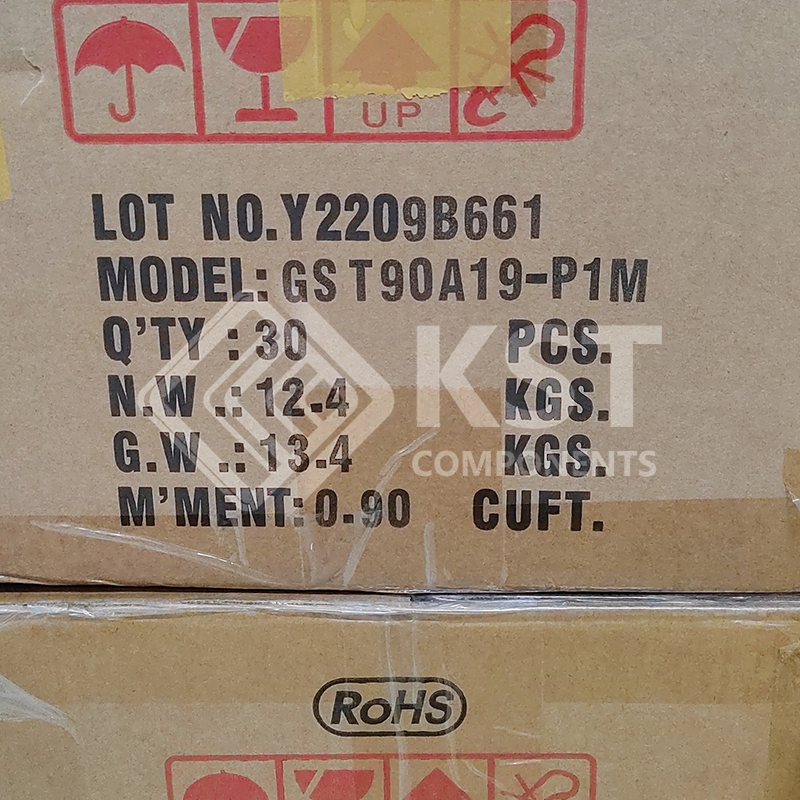 UP
LOT NO.Y2209B661
MODEL: GST90A19-P1M
Q'TY : 30 PCS.
N.W .: 12.4 KGS.
G.W .: 13.4 KGS.
M'MENT: 0.90 CUFT.
KST
COMPONENTS
RoHS